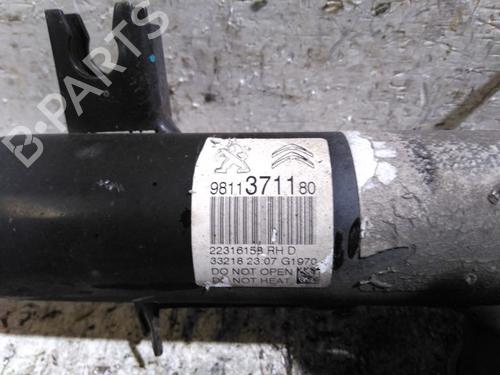 B-PARTS
9811371180
22316158 RH D
33218 23:07 G1970
DO NOT OPEN
DO NOT HEAT